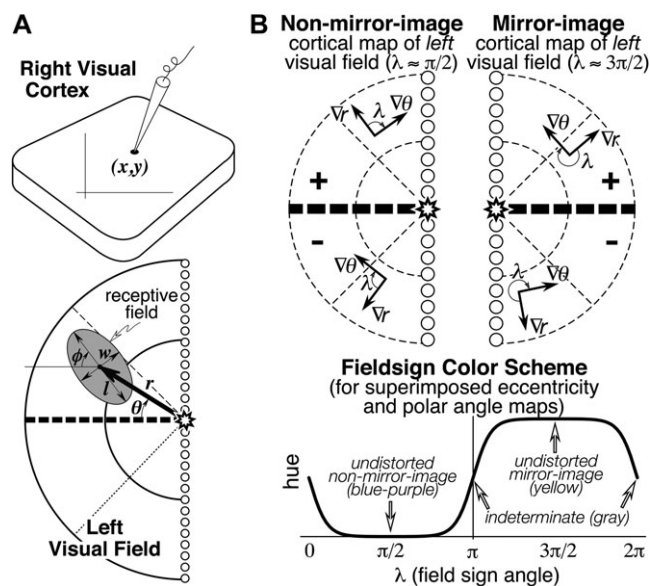 A
Right Visual
Cortex
(x,y)
receptive
field
ϕ
w
l
r
θ
Left
Visual Field
B
Non-mirror-image
cortical map of left
visual field (λ ≈ π/2)
Mirror-image
cortical map of left
visual field (λ ≈ 3π/2)
∇r
λ
∇θ
+
-
∇θ
λ
∇r
∇θ
∇r
λ
+
-
λ
∇θ
∇r
Fieldsign Color Scheme
(for superimposed eccentricity
and polar angle maps)
hue
undistorted
non-mirror-image
(blue-purple)
undistorted
mirror-image
(yellow)
indeterminate (gray)
0
π/2
π
3π/2
2π
λ (field sign angle)